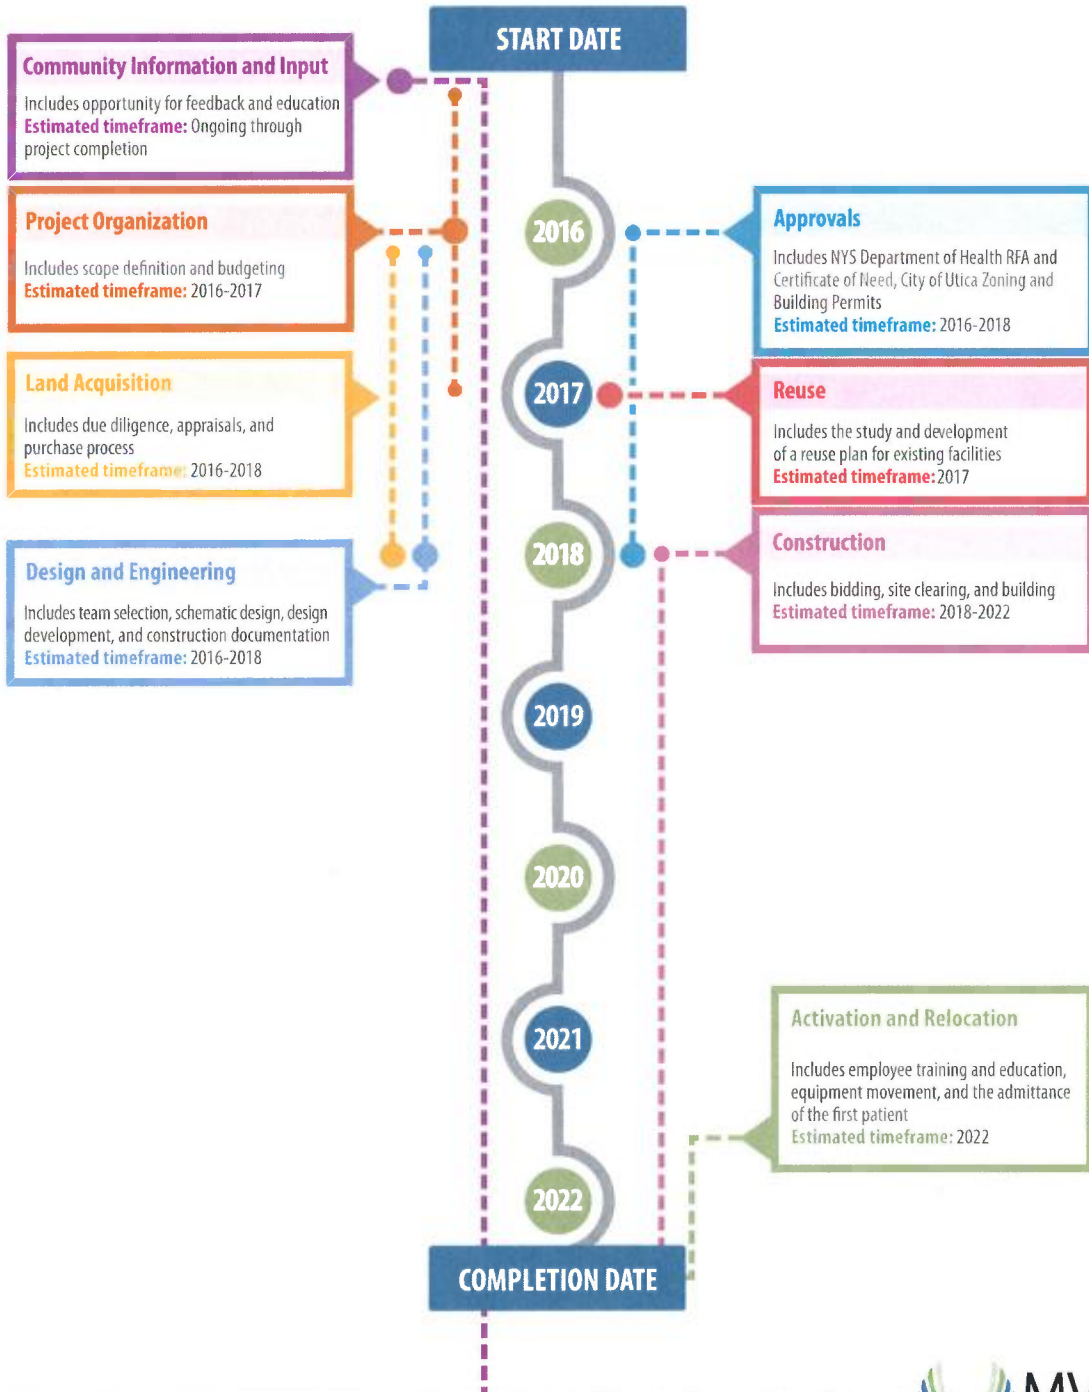 START DATE
Community Information and Input
Includes opportunity for feedback and education
Estimated timeframe: Ongoing through
project completion
Project Organization
Includes scope definition and budgeting
Estimated timeframe: 2016-2017
2016
Approvals
Includes NYS Department of Health RFA and
Certificate of Need, City of Utica Zoning and
Building Permits
Estimated timeframe: 2016-2018
Land Acquisition
Includes due diligence, appraisals, and
purchase process
Estimated timeframe: 2016-2018
2017
Reuse
Includes the study and development
of a reuse plan for existing facilities
Estimated timeframe: 2017
Design and Engineering
Includes team selection, schematic design, design
development, and construction documentation
Estimated timeframe: 2016-2018
2018
Construction
Includes bidding, site clearing, and building
Estimated timeframe: 2018-2022
2019
2020
2021
Activation and Relocation
Includes employee training and education,
equipment movement, and the admittance
of the first patient
Estimated timeframe: 2022
2022
COMPLETION DATE